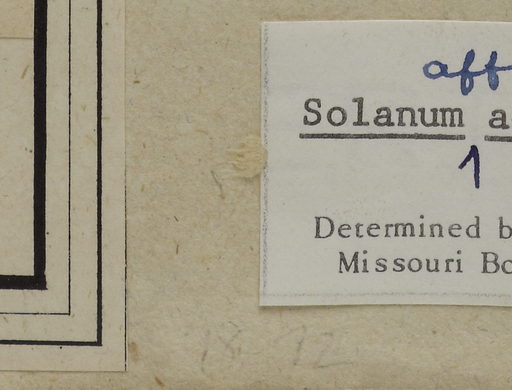 aff
Solanum a
1
Determined b
Missouri Bo